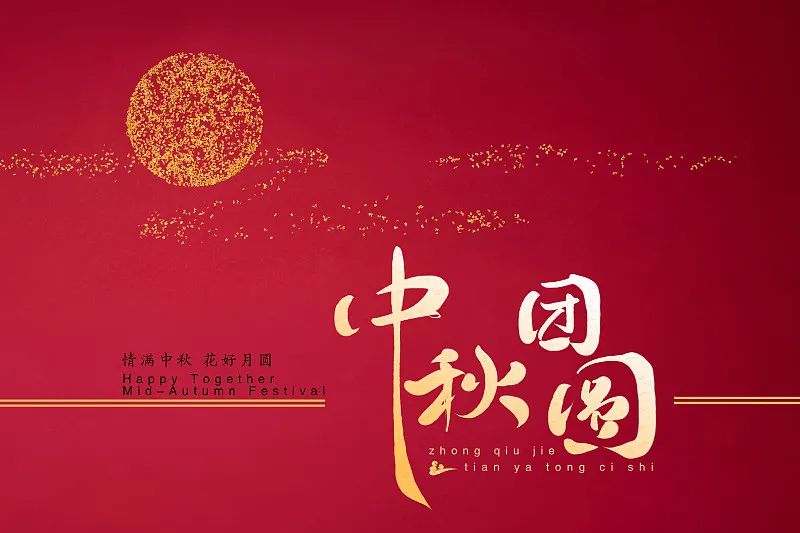 中秋
团圆
情满中秋 花好月圆
Happy Together
Mid-Autumn Festival
zhong qiu jie
tian ya tong ci shi